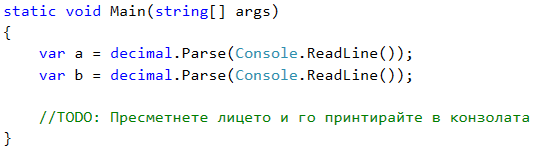 static void Main(string[] args)
{
    var a = decimal.Parse(Console.ReadLine());
    var b = decimal.Parse(Console.ReadLine());
    //TODO: Пресметнете лицето и го принтирайте в конзолата
}